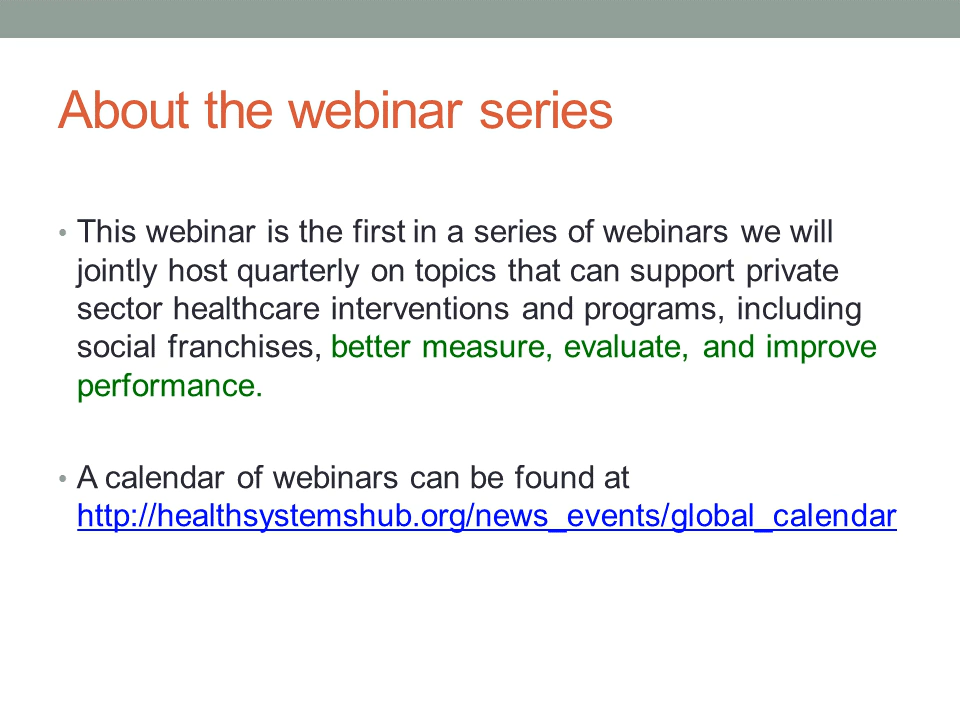 About the webinar series
• This webinar is the first in a series of webinars we will
jointly host quarterly on topics that can support private
sector healthcare interventions and programs, including
social franchises, better measure, evaluate, and improve
performance.
• A calendar of webinars can be found at
http://healthsystemshub.org/news_events/global_calendar